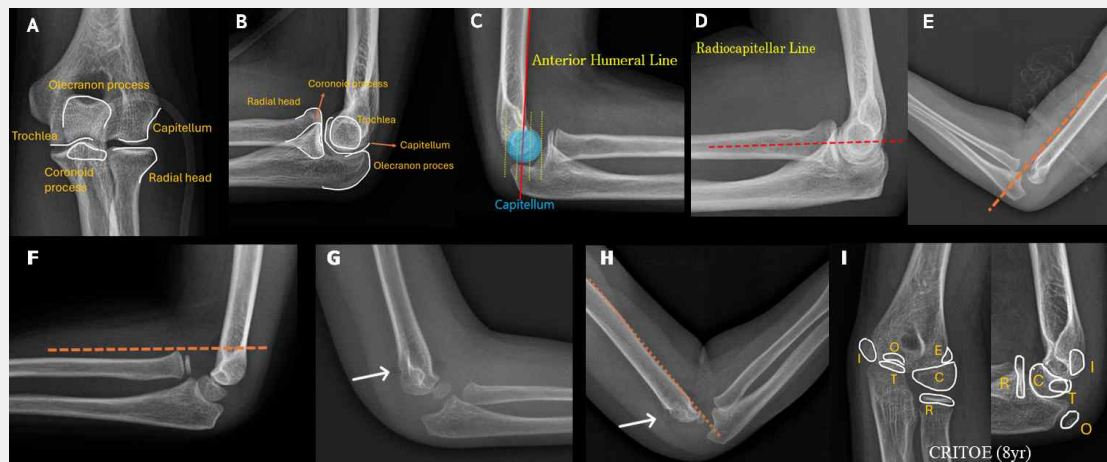 A
Olecranon process
Trochlea
Capitellum
Coronoid
process
Radial head
B
Coronoid process
Radial head
Trochlea
Capitellum
Olecranon proces
C
Anterior Humeral Line
Capitellum
D
Radiocapitellar Line
E
F
G
H
I
I
O
E
T
C
R
R
C
I
T
O
CRITOE (8yr)